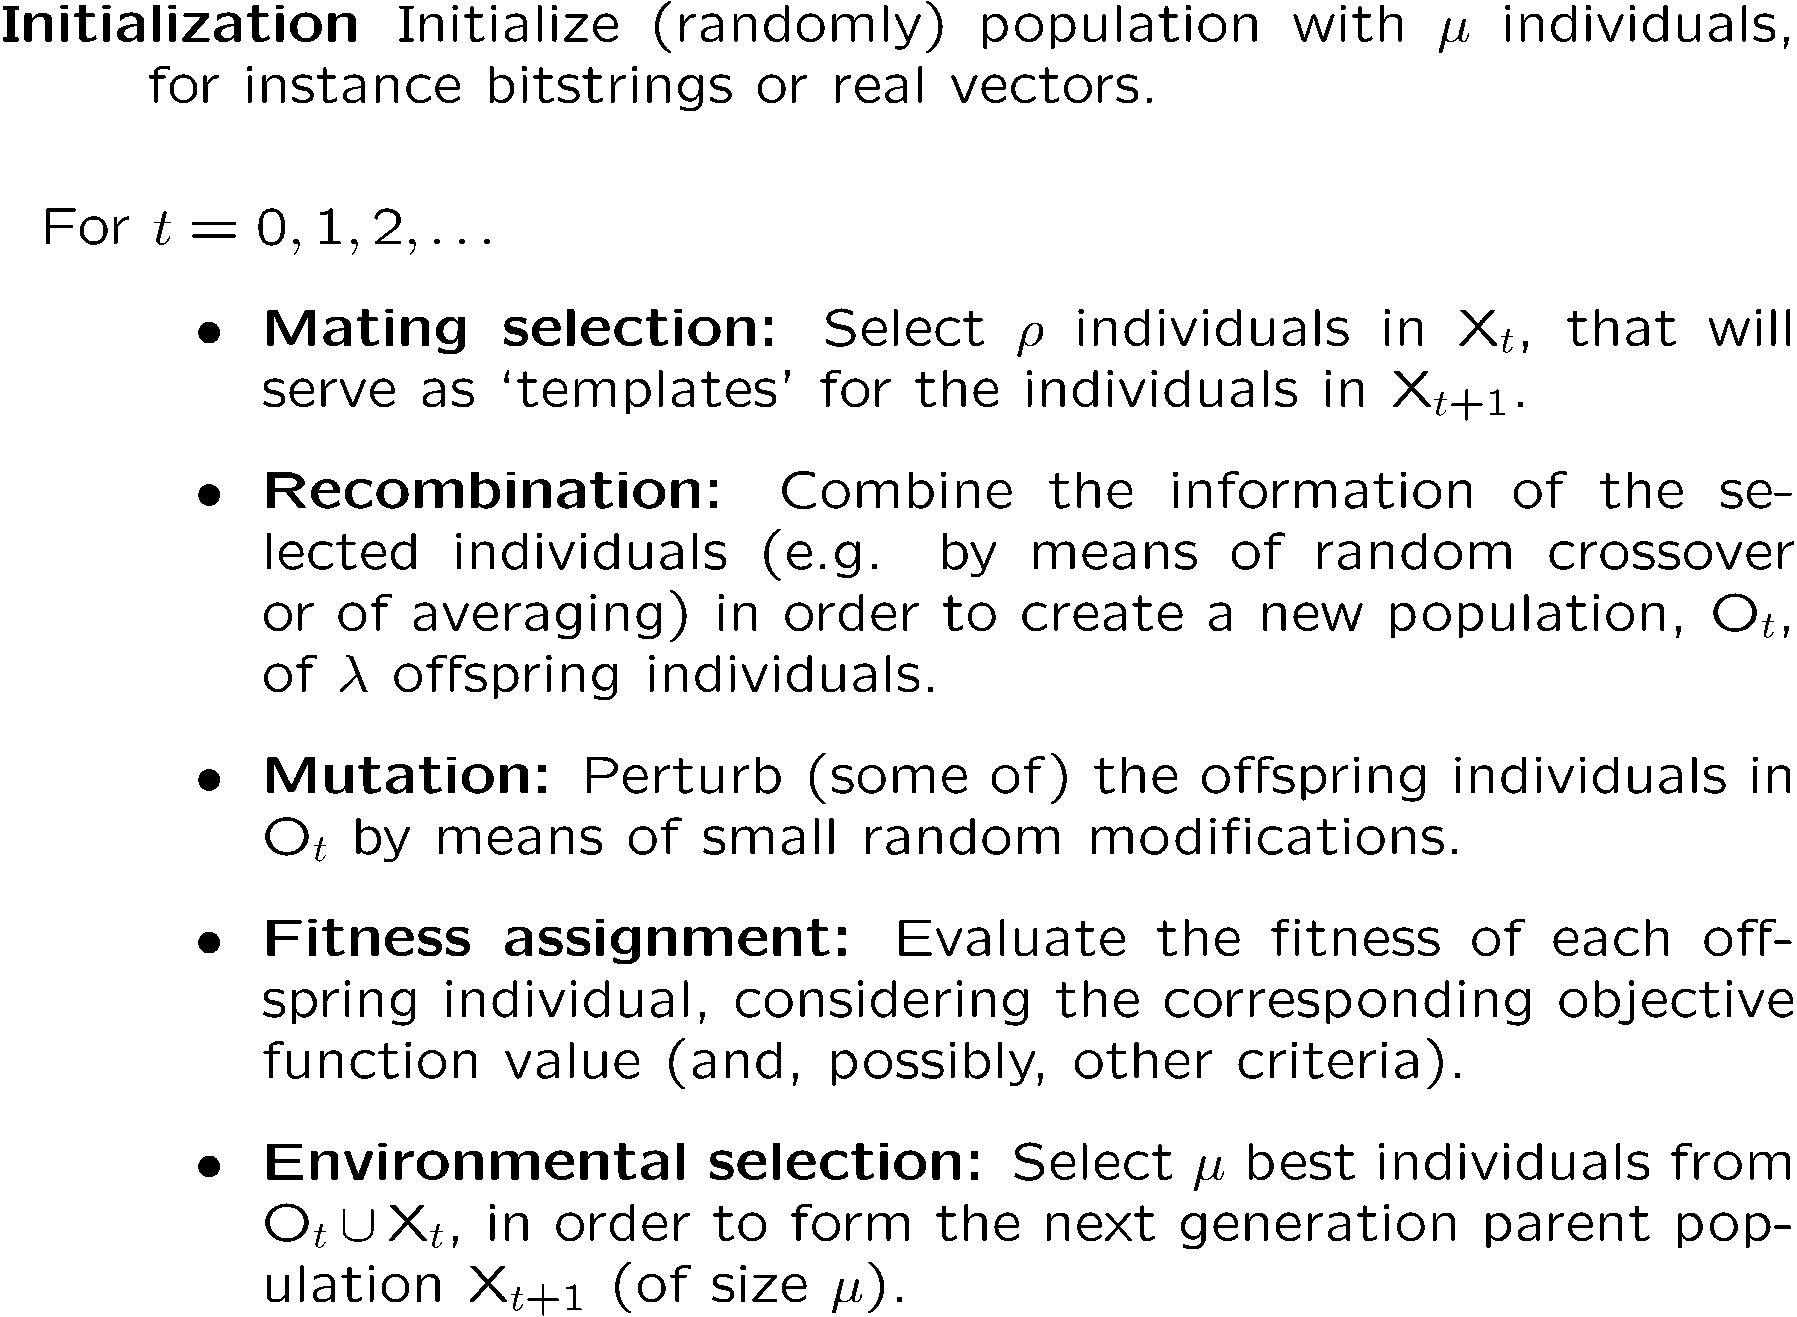 Initialization Initialize (randomly) population with μ individuals,
for instance bitstrings or real vectors.
For t = 0, 1, 2, . . .
• Mating selection: Select ρ individuals in X_t, that will
serve as ‘templates’ for the individuals in X_{t+1}.
• Recombination: Combine the information of the se-
lected individuals (e.g. by means of random crossover
or of averaging) in order to create a new population, O_t,
of λ offspring individuals.
• Mutation: Perturb (some of) the offspring individuals in
O_t by means of small random modifications.
• Fitness assignment: Evaluate the fitness of each off-
spring individual, considering the corresponding objective
function value (and, possibly, other criteria).
• Environmental selection: Select μ best individuals from
O_t ∪ X_t, in order to form the next generation parent pop-
ulation X_{t+1} (of size μ).